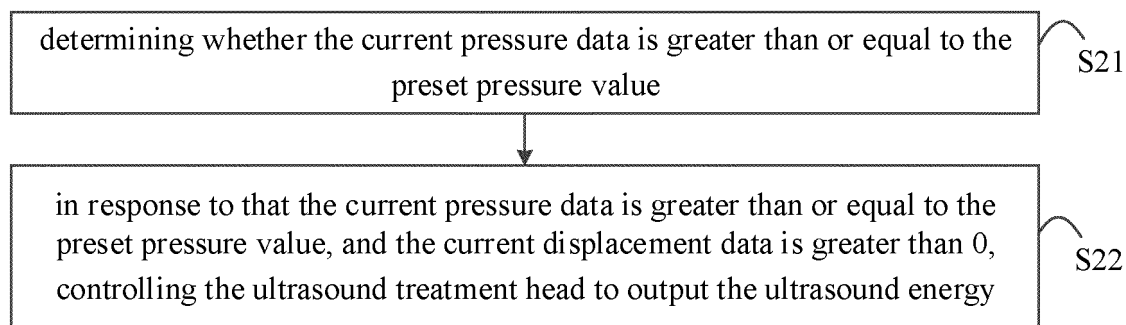 determining whether the current pressure data is greater than or equal to the
preset pressure value
S21
in response to that the current pressure data is greater than or equal to the
preset pressure value, and the current displacement data is greater than 0,
controlling the ultrasound treatment head to output the ultrasound energy
S22